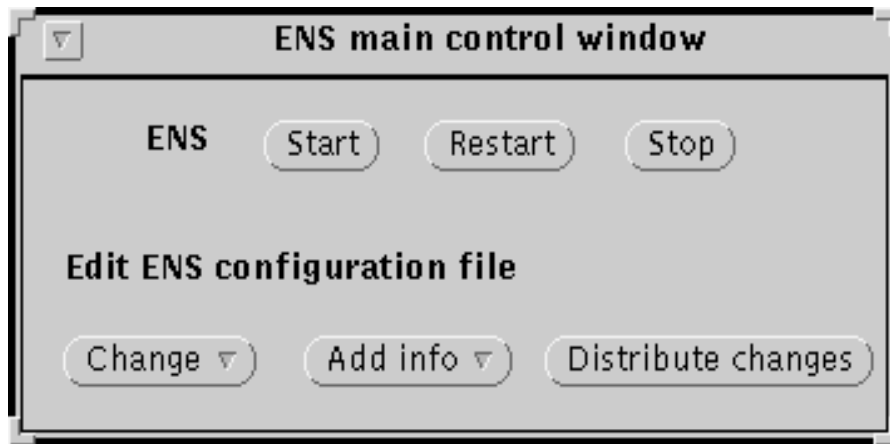 ENS main control window
ENS Start Restart Stop
Edit ENS configuration file
Change Add info Distribute changes